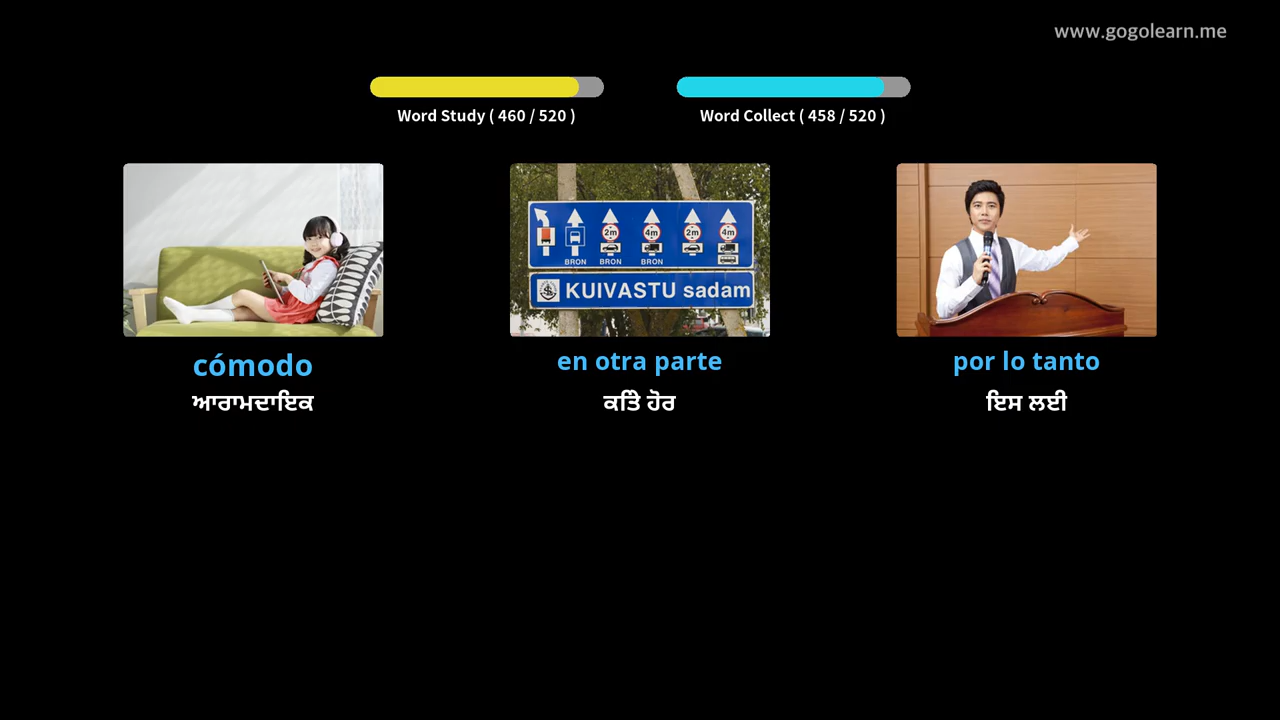 www.gogolearn.me
Word Study ( 460 / 520 )
Word Collect ( 458 / 520 )
BRON
BRON
BRON
2m
4m
2m
4m
KUIVASTU sadam
cómodo
en otra parte
por lo tanto
ਆਰਾਮਦਾਇਕ
ਕਤਿੇ ਹੋਰ
ਇਸ ਲਈ